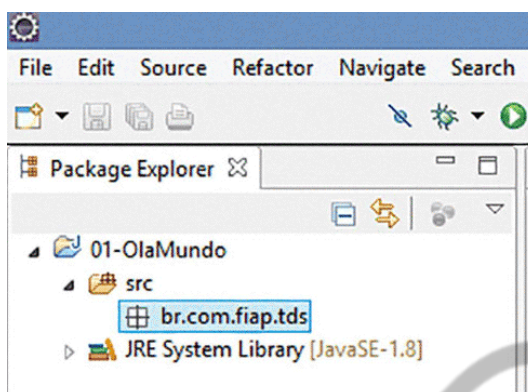 File Edit Source Refactor Navigate Search
Package Explorer
01-OlaMundo
src
br.com.fiap.tds
JRE System Library [JavaSE-1.8]